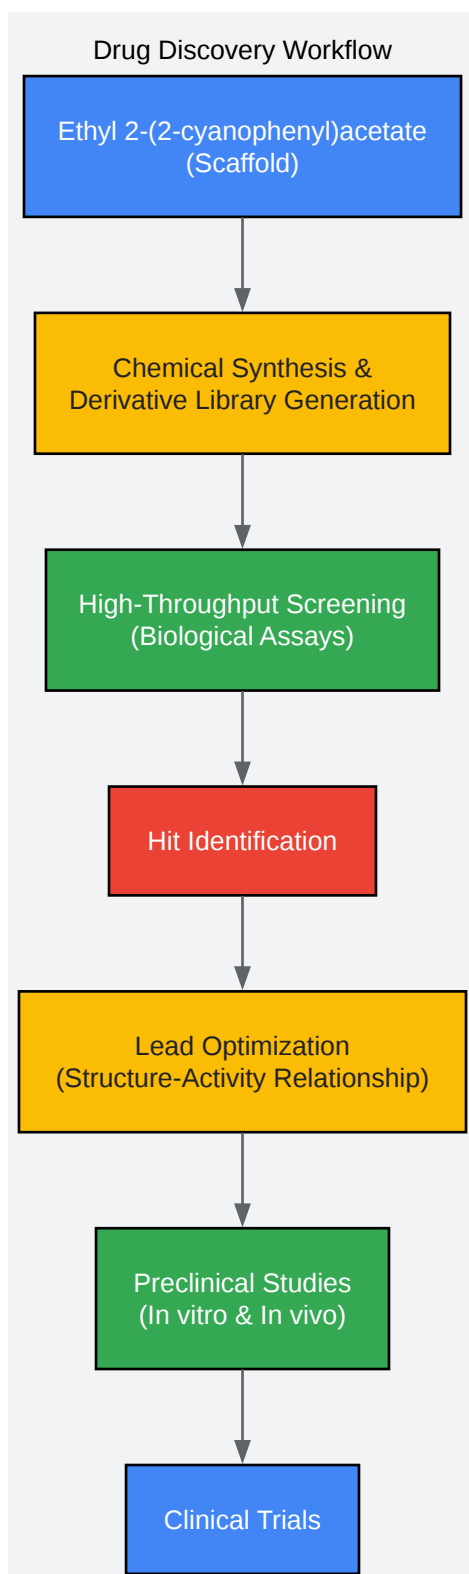 Drug Discovery Workflow
Ethyl 2-(2-cyanophenyl)acetate
(Scaffold)
Chemical Synthesis &
Derivative Library Generation
High-Throughput Screening
(Biological Assays)
Hit Identification
Lead Optimization
(Structure-Activity Relationship)
Preclinical Studies
(In vitro & In vivo)
Clinical Trials